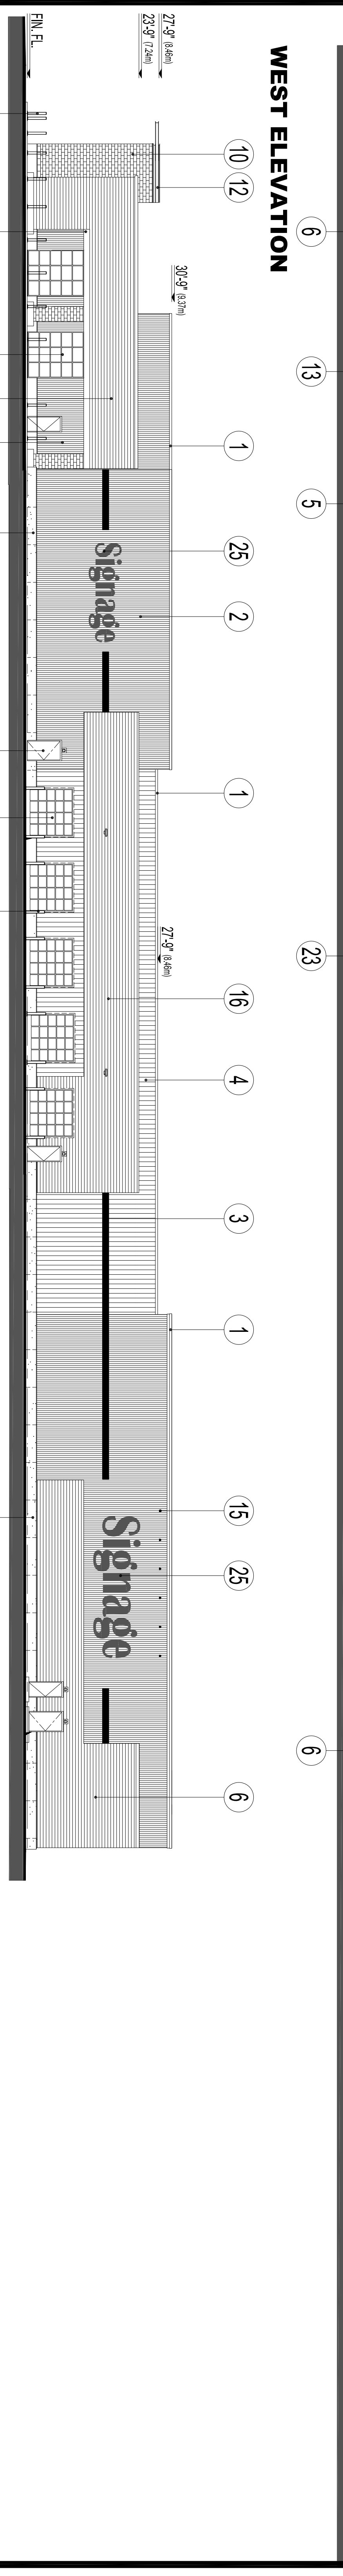 WEST ELEVATION
6
13
5
23
6
10
12
1
25
2
1
16
4
3
1
15
25
6
27'-9" (8.46m)
23'-9" (7.24m)
30'-9" (9.37m)
27'-9" (8.46m)
FIN. FL.
Signage
Signage